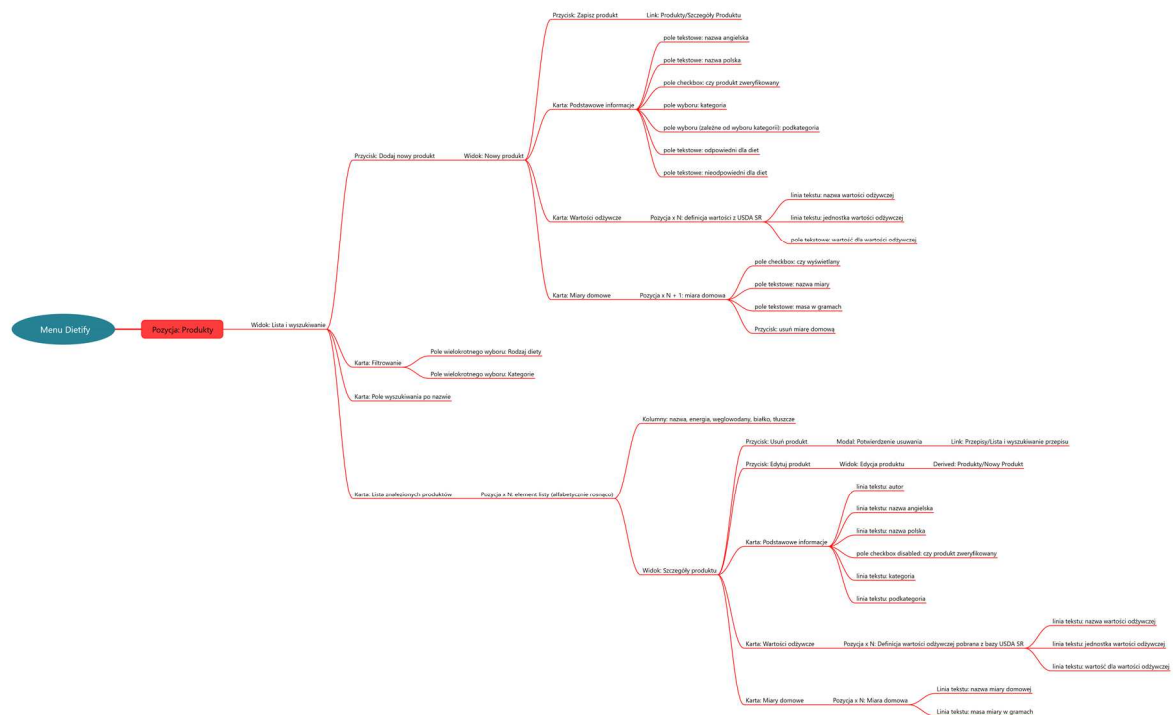 Menu Dietify
Pozycja: Produkty
Widok: Lista i wyszukiwanie
Przycisk: Dodaj nowy produkt
Widok: Nowy produkt
Przycisk: Zapisz produkt
Link: Produkty/Szczegóły Produktu
Karta: Podstawowe informacje
pole tekstowe: nazwa angielska
pole tekstowe: nazwa polska
pole checkbox: czy produkt zweryfikowany
pole wyboru: kategoria
pole wyboru (zależne od wyboru kategorii): podkategoria
pole tekstowe: odpowiedni dla diet
pole tekstowe: nieodpowiedni dla diet
Karta: Wartości odżywcze
Pozycja x N: definicja wartości z USDA SR
linia tekstu: nazwa wartości odżywczej
linia tekstu: jednostka wartości odżywczej
pole tekstowe: wartość dla wartości odżywczej
Karta: Miary domowe
Pozycja x N + 1: miara domowa
pole checkbox: czy wyświetlany
pole tekstowe: nazwa miary
pole tekstowe: masa w gramach
Przycisk: usuń miarę domową
Karta: Filtrowanie
Pole wielokrotnego wyboru: Rodzaj diety
Pole wielokrotnego wyboru: Kategorie
Karta: Pole wyszukiwania po nazwie
Karta: Lista znalezionych produktów
Pozycja x N: element listy (alfabetycznie rosnąco)
Kolumny: nazwa, energia, węglowodany, białko, tłuszcze
Widok: Szczegóły produktu
Przycisk: Usuń produkt
Modal: Potwierdzenie usuwania
Link: Przepisy/Lista i wyszukiwanie przepisu
Przycisk: Edytuj produkt
Widok: Edycja produktu
Derived: Produkty/Nowy Produkt
Karta: Podstawowe informacje
linia tekstu: autor
linia tekstu: nazwa angielska
linia tekstu: nazwa polska
pole checkbox disabled: czy produkt zweryfikowany
linia tekstu: kategoria
linia tekstu: podkategoria
Karta: Wartości odżywcze
Pozycja x N: Definicja wartości odżywczej pobrana z bazy USDA SR
linia tekstu: nazwa wartości odżywczej
linia tekstu: jednostka wartości odżywczej
linia tekstu: wartość dla wartości odżywczej
Karta: Miary domowe
Pozycja x N: Miara domowa
Linia tekstu: nazwa miary domowej
Linia tekstu: masa miary w gramach